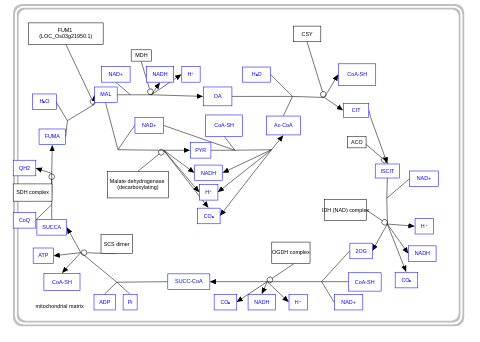 FUM1
(LOC_Os03g21950.1)
CSY
MDH
NAD+
NADH
H⁺
H₂O
CoA-SH
MAL
OA
H₂O
CIT
NAD+
CoA-SH
Ac-CoA
FUMA
PYR
ACO
QH2
NADH
ISCIT
Malate dehydrogenase
(decarboxylating)
NAD+
SDH complex
H⁺
IDH (NAD) complex
CO₂
CoQ
SUCCA
H⁺
SCS dimer
OGDH complex
2OG
NADH
ATP
CoA-SH
SUCC-CoA
CoA-SH
CO₂
ADP
Pi
CO₂
NADH
H⁺
NAD+
mitochondrial matrix